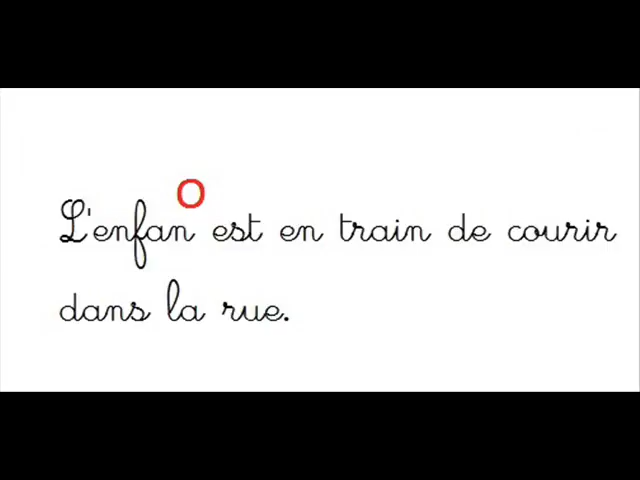 O
L'enfan est en train de courir
dans la rue.